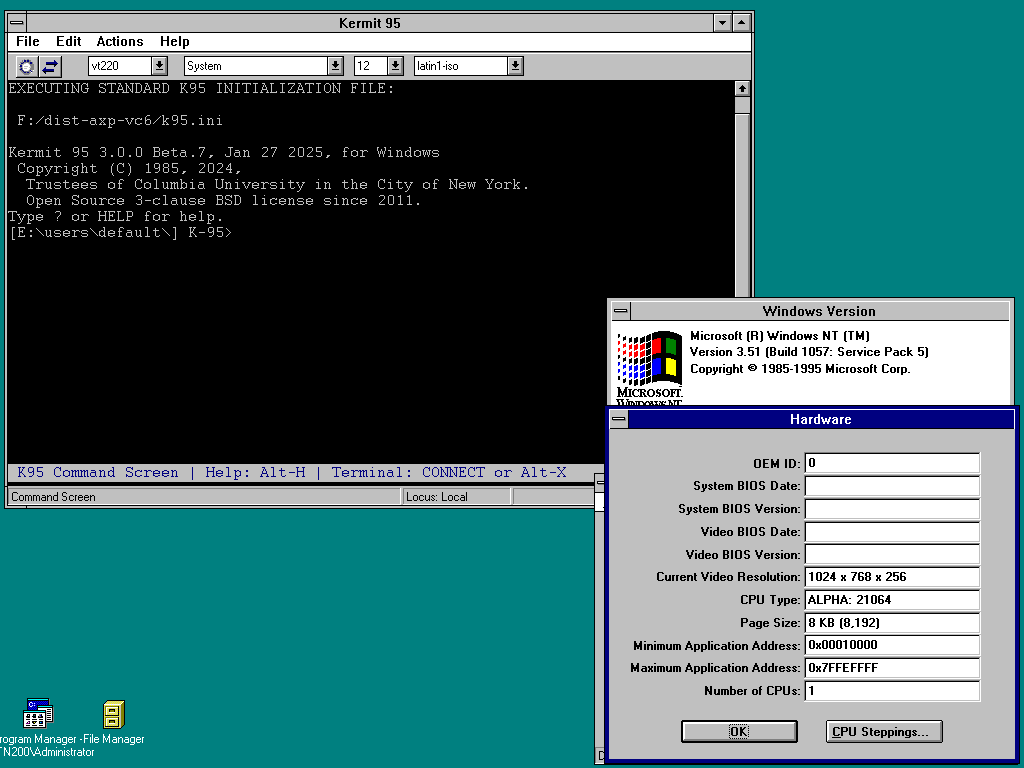 Kermit 95
File Edit Actions Help
vt220 System 12 latin1-iso
EXECUTING STANDARD K95 INITIALIZATION FILE:
F:/dist-axp-vc6/k95.ini
Kermit 95 3.0.0 Beta.7, Jan 27 2025, for Windows
Copyright (C) 1985, 2024,
Trustees of Columbia University in the City of New York.
Open Source 3-clause BSD license since 2011.
Type ? or HELP for help.
[E:\users\default\] K-95>
K95 Command Screen | Help: Alt-H | Terminal: CONNECT or Alt-X
Command Screen Locus: Local
Windows Version
Microsoft (R) Windows NT (TM)
Version 3.51 (Build 1057: Service Pack 5)
Copyright © 1985-1995 Microsoft Corp.
MICROSOFT.
WINDOWS NT
Hardware
OEM ID: 0
System BIOS Date:
System BIOS Version:
Video BIOS Date:
Video BIOS Version:
Current Video Resolution: 1024 x 768 x 256
CPU Type: ALPHA: 21064
Page Size: 8 KB (8,192)
Minimum Application Address: 0x00010000
Maximum Application Address: 0x7FFEFFFF
Number of CPUs: 1
OK CPU Steppings...
C:
rogram Manager - File Manager
TN200\Administrator